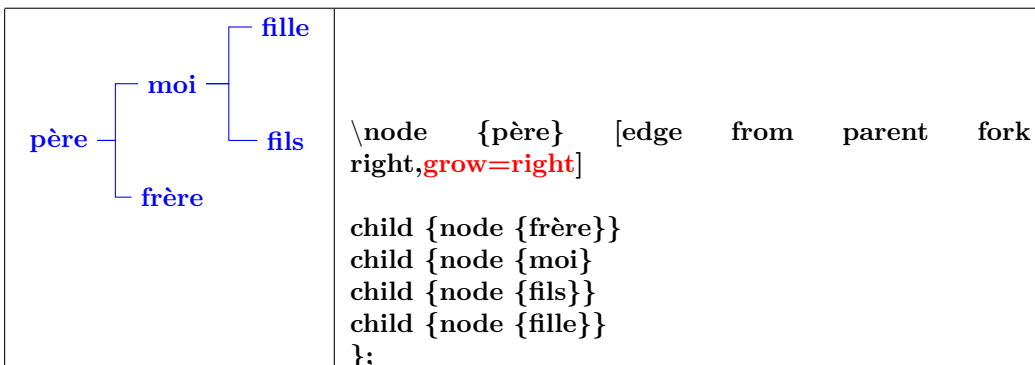 fille
moi
père
fils
frère
\node {père} [edge from parent fork
right,grow=right]
child {node {frère}}
child {node {moi}
child {node {fils}}
child {node {fille}}
};